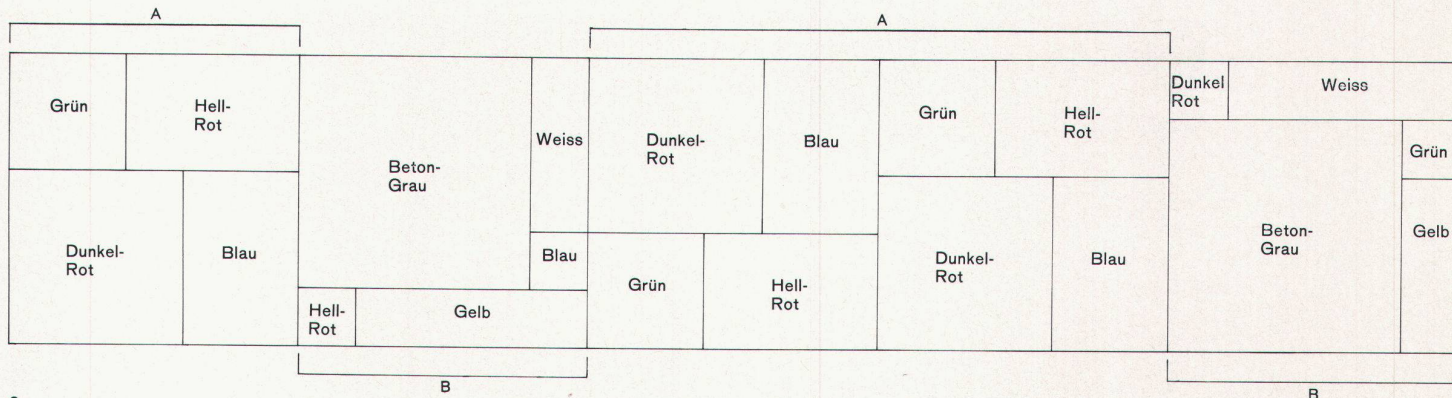 A
A
Grün
Hell-
Rot
Dunkel-
Rot
Blau
Beton-
Grau
Weiss
Blau
Hell-
Rot
Gelb
Dunkel-
Rot
Blau
Grün
Hell-
Rot
Grün
Hell-
Rot
Dunkel-
Rot
Blau
Dunkel
Rot
Weiss
Grün
Beton-
Grau
Gelb
B
B